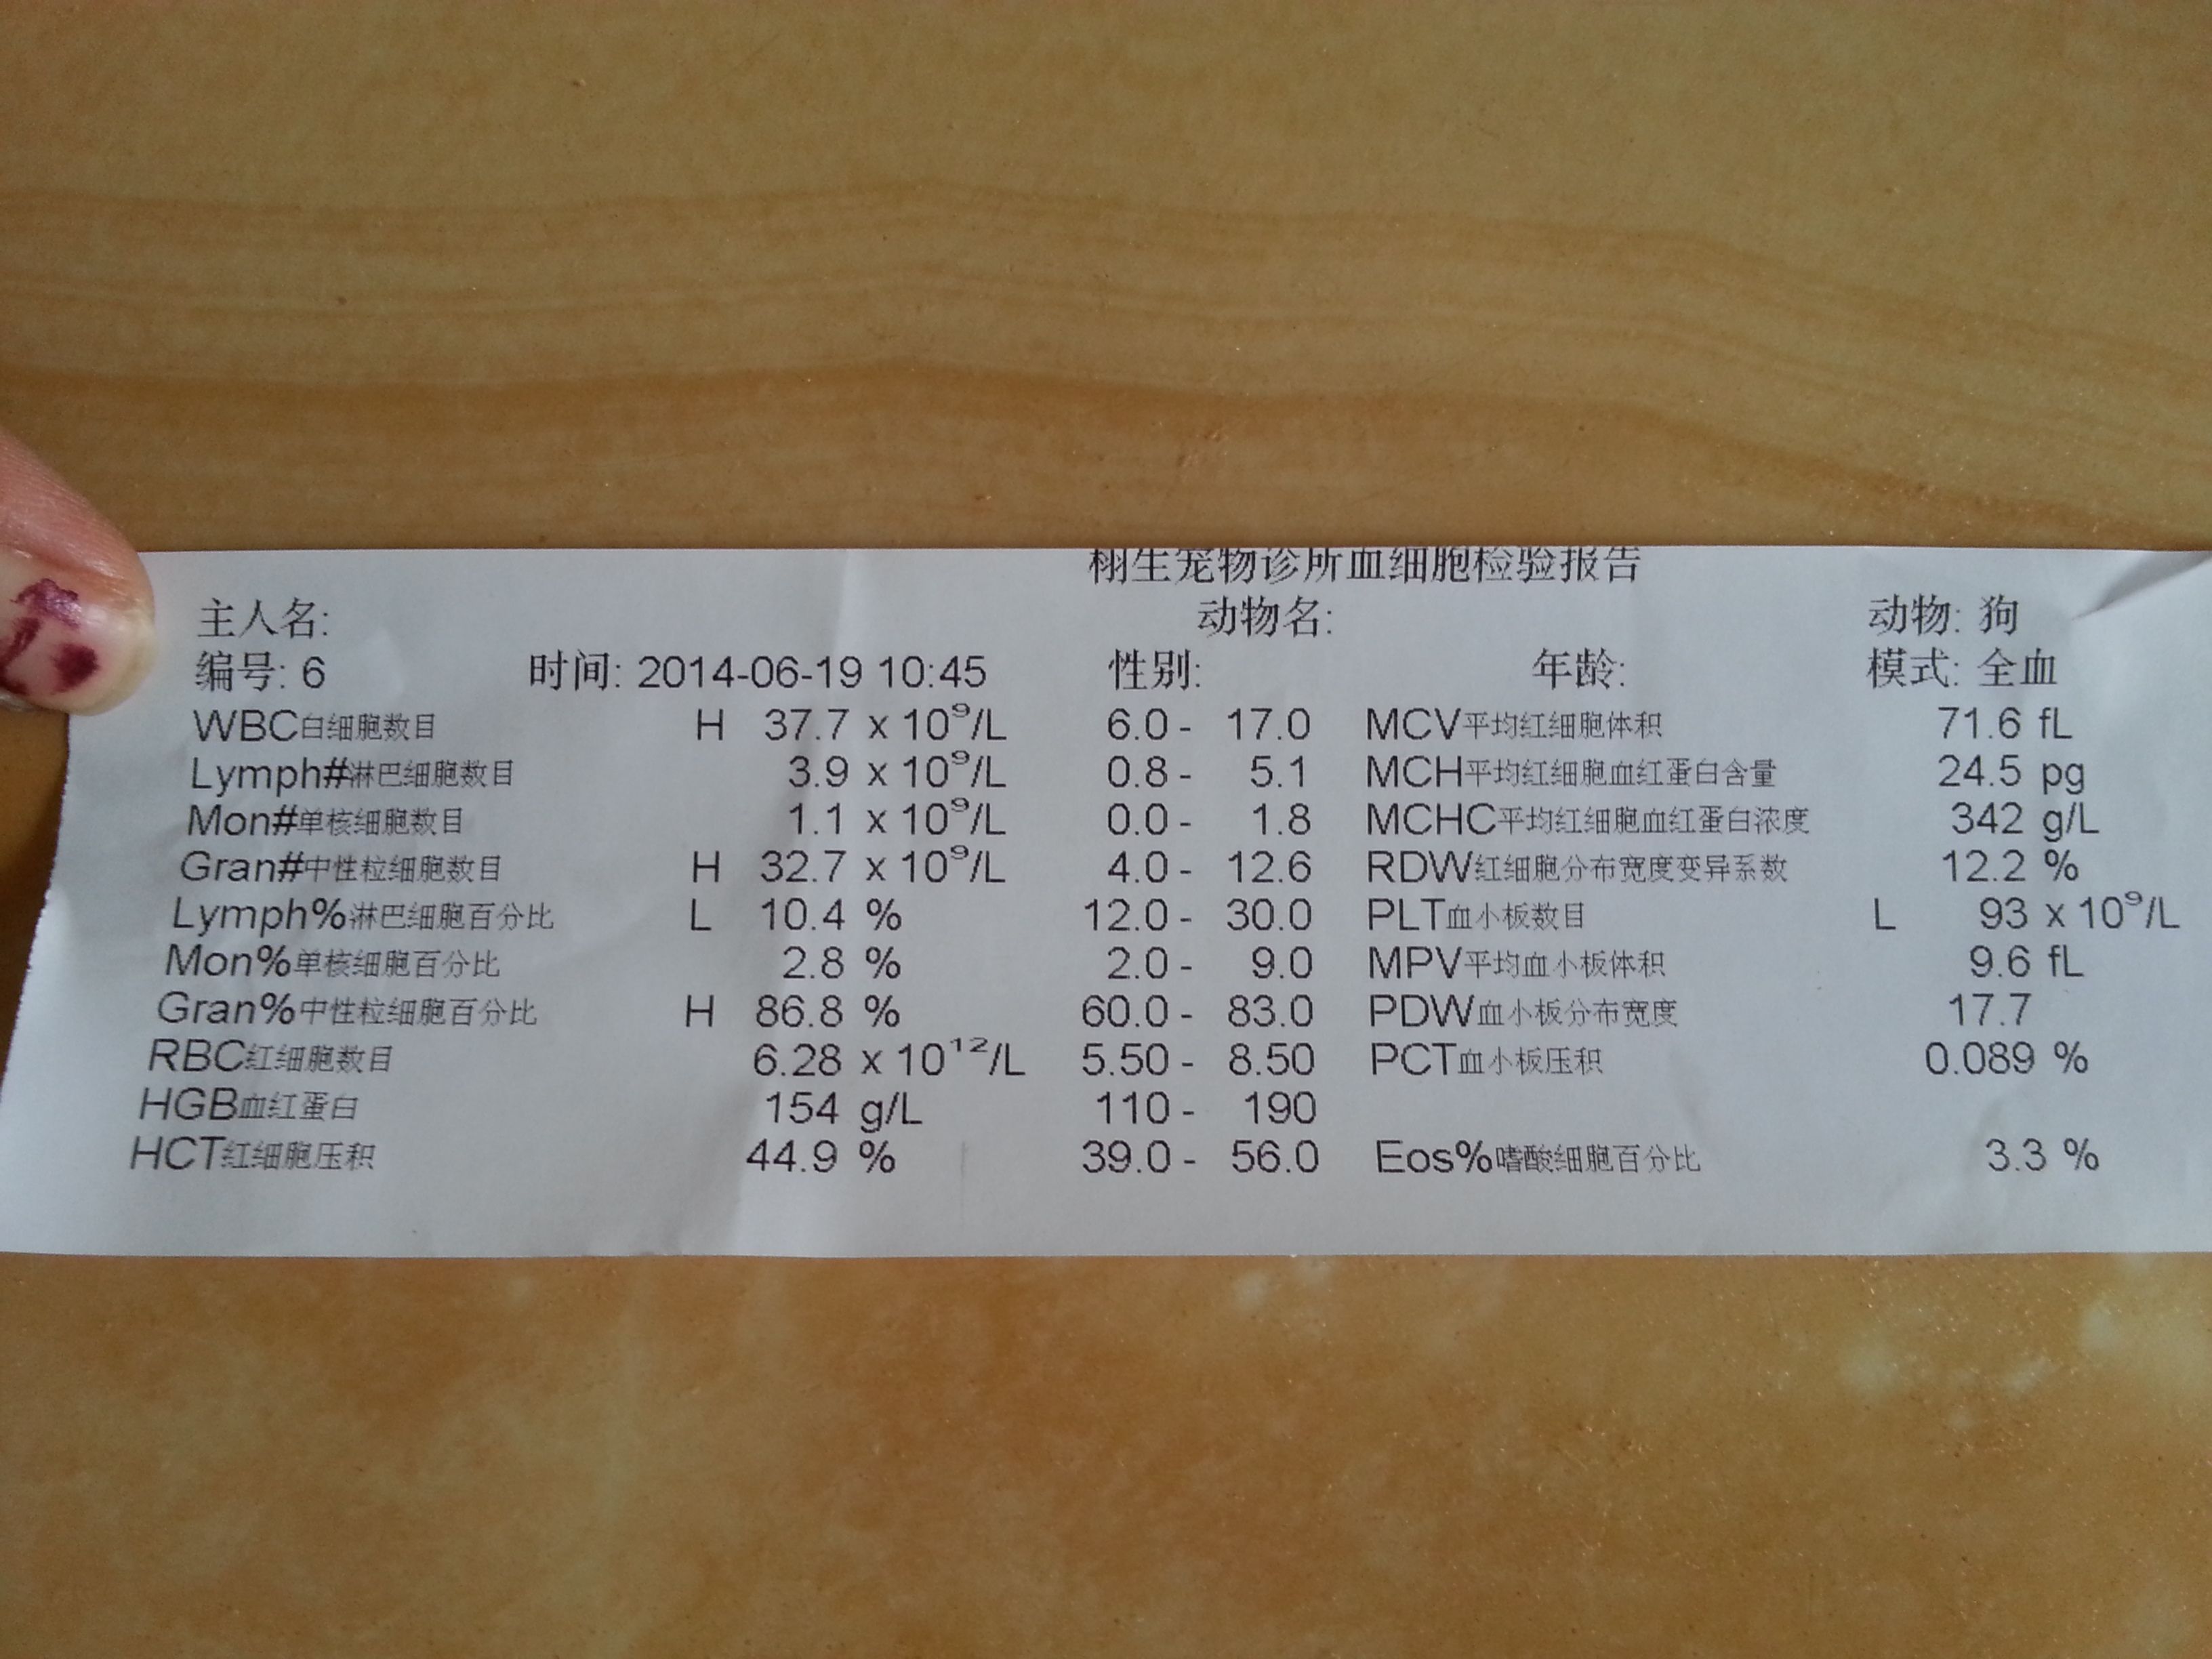 栩生宠物诊所血细胞检验报告
主人名: 动物名: 动物: 狗
编号: 6 时间: 2014-06-19 10:45 性别: 年龄: 模式: 全血
WBC白细胞数目 H 37.7 x 10⁹/L 6.0 - 17.0 MCV平均红细胞体积 71.6 fL
Lymph#淋巴细胞数目 3.9 x 10⁹/L 0.8 - 5.1 MCH平均红细胞血红蛋白含量 24.5 pg
Mon#单核细胞数目 1.1 x 10⁹/L 0.0 - 1.8 MCHC平均红细胞血红蛋白浓度 342 g/L
Gran#中性粒细胞数目 H 32.7 x 10⁹/L 4.0 - 12.6 RDW红细胞分布宽度变异系数 12.2 %
Lymph%淋巴细胞百分比 L 10.4 % 12.0 - 30.0 PLT血小板数目 L 93 x 10⁹/L
Mon%单核细胞百分比 2.8 % 2.0 - 9.0 MPV平均血小板体积 9.6 fL
Gran%中性粒细胞百分比 H 86.8 % 60.0 - 83.0 PDW血小板分布宽度 17.7
RBC红细胞数目 6.28 x 10¹²/L 5.50 - 8.50 PCT血小板压积 0.089 %
HGB血红蛋白 154 g/L 110 - 190
HCT红细胞压积 44.9 % 39.0 - 56.0 Eos%嗜酸细胞百分比 3.3 %